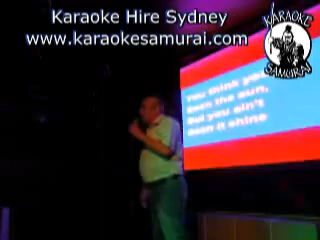 Karaoke Hire Sydney
www.karaokesamurai.com
KARAOKE
SAMURAI
You think you
Seen the sun,
But you ain't
Seen it shine